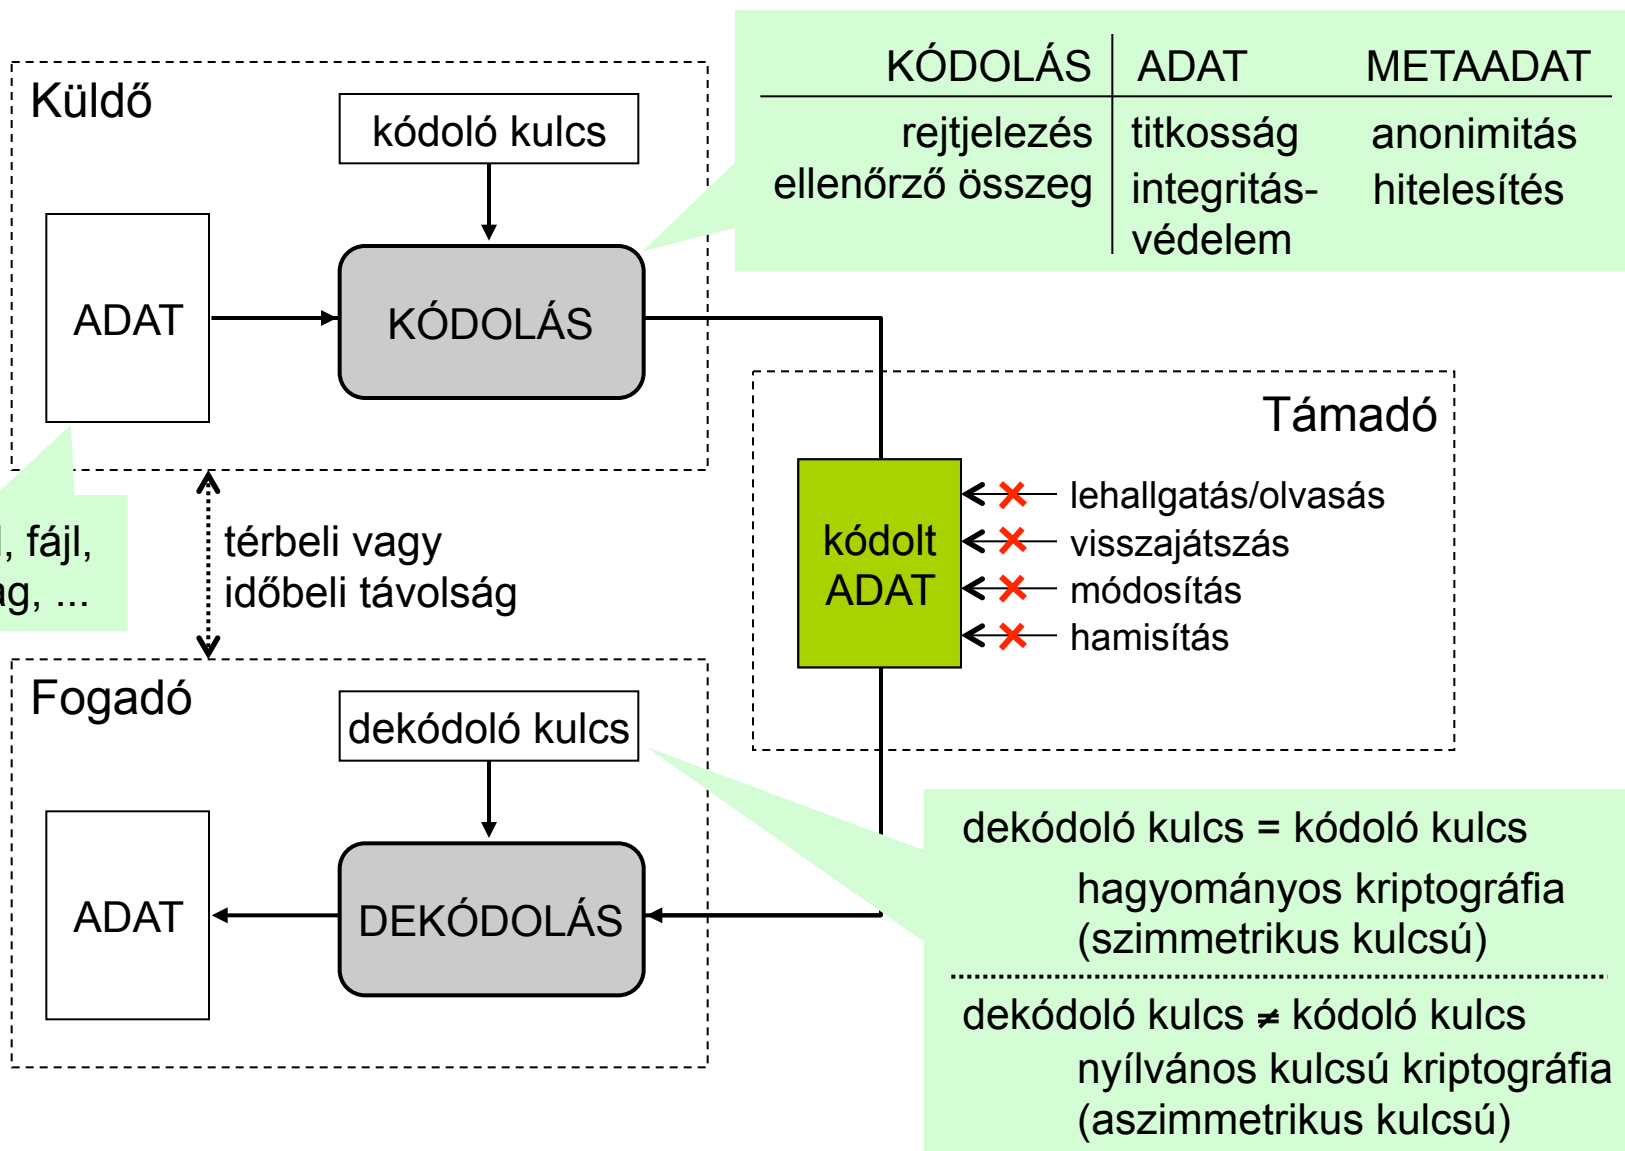 Küldő
kódoló kulcs
ADAT
KÓDOLÁS
KÓDOLÁS ADAT METAADAT
rejtjelezés titkosság anonimitás
ellenőrző összeg integritás- hitelesítés
védelem
Támadó
kódolt
ADAT
lehallgatás/olvasás
visszajátszás
módosítás
hamisítás
, fájl,
, ...
térbeli vagy
időbeli távolság
Fogadó
dekódoló kulcs
ADAT
DEKÓDOLÁS
dekódoló kulcs = kódoló kulcs
hagyományos kriptográfia
(szimmetrikus kulcsú)
dekódoló kulcs ≠ kódoló kulcs
nyílvános kulcsú kriptográfia
(aszimmetrikus kulcsú)